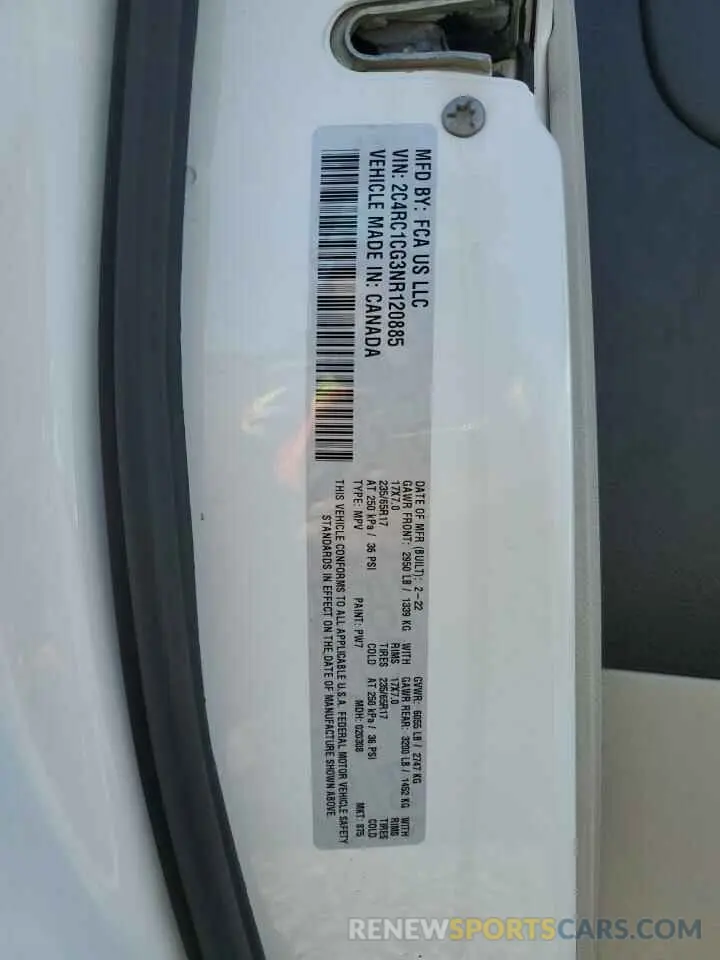 MFD BY: FCA US LLC
VIN: 2C4RC1CG3NR120885
VEHICLE MADE IN: CANADA
DATE OF MFR (BUILT): 2-22 GVWR: 6055 LB / 2747 KG
GAWR FRONT: 2950 LB / 1339 KG WITH GAWR REAR: 3200 LB / 1452 KG WITH
17X7.0 RIMS 17X7.0 RIMS
235/65R17 TIRES 235/65R17 TIRES
AT 250 kPa / 36 PSI COLD AT 250 kPa / 36 PSI COLD
TYPE: MPV PAINT: PW7 MDH: 020308 MKT: 875
THIS VEHICLE CONFORMS TO ALL APPLICABLE U.S.A. FEDERAL MOTOR VEHICLE SAFETY
STANDARDS IN EFFECT ON THE DATE OF MANUFACTURE SHOWN ABOVE.
RENEWSPORTSCARS.COM